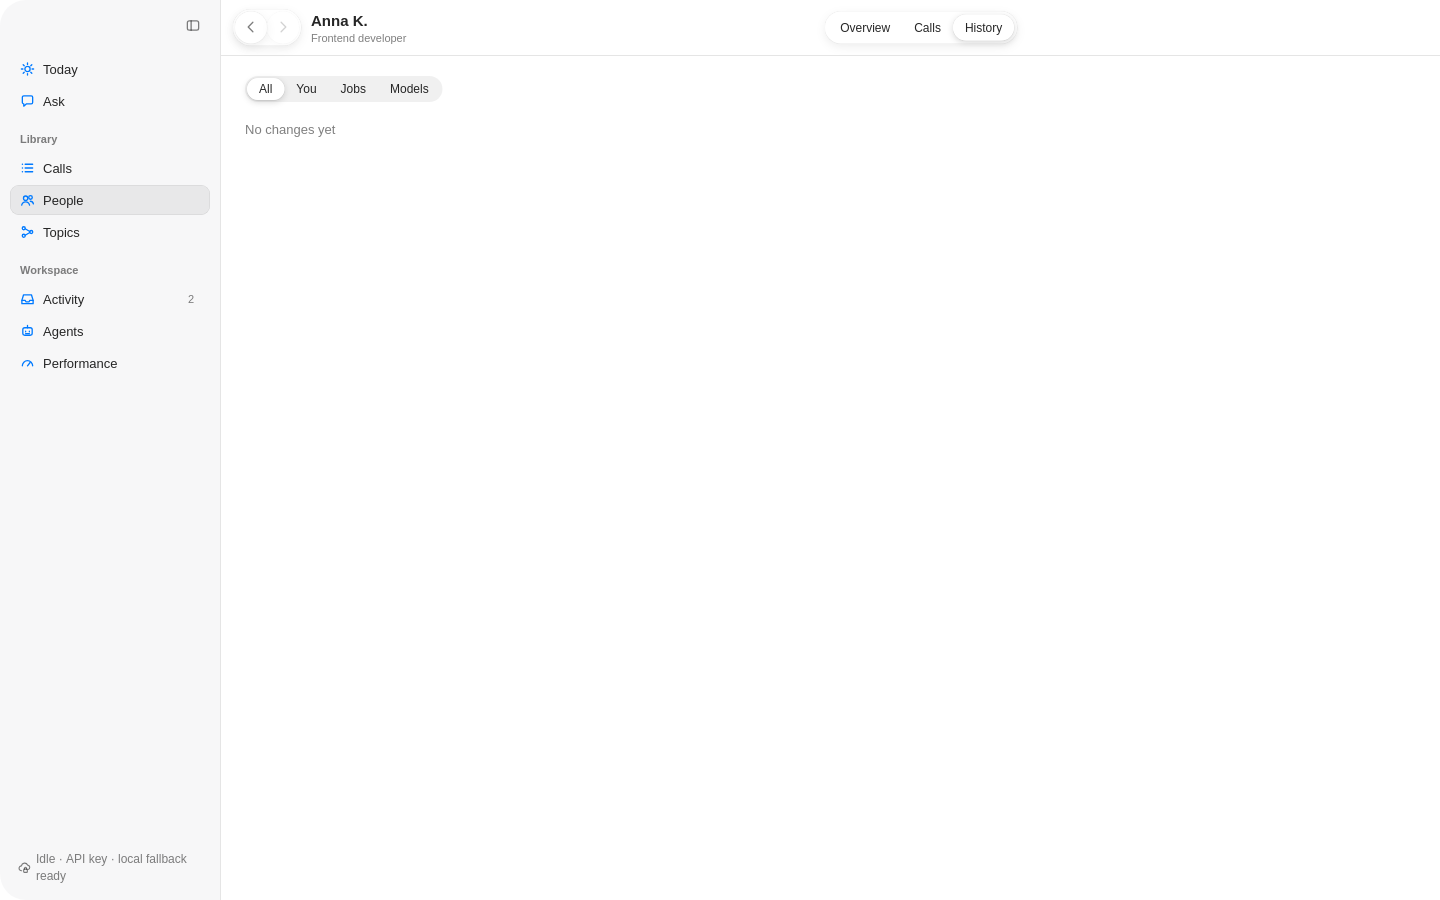 Today
Ask
Library
Calls
People
Topics
Workspace
Activity 2
Agents
Performance
Idle · API key · local fallback
ready
Anna K.
Frontend developer
Overview Calls History
All You Jobs Models
No changes yet